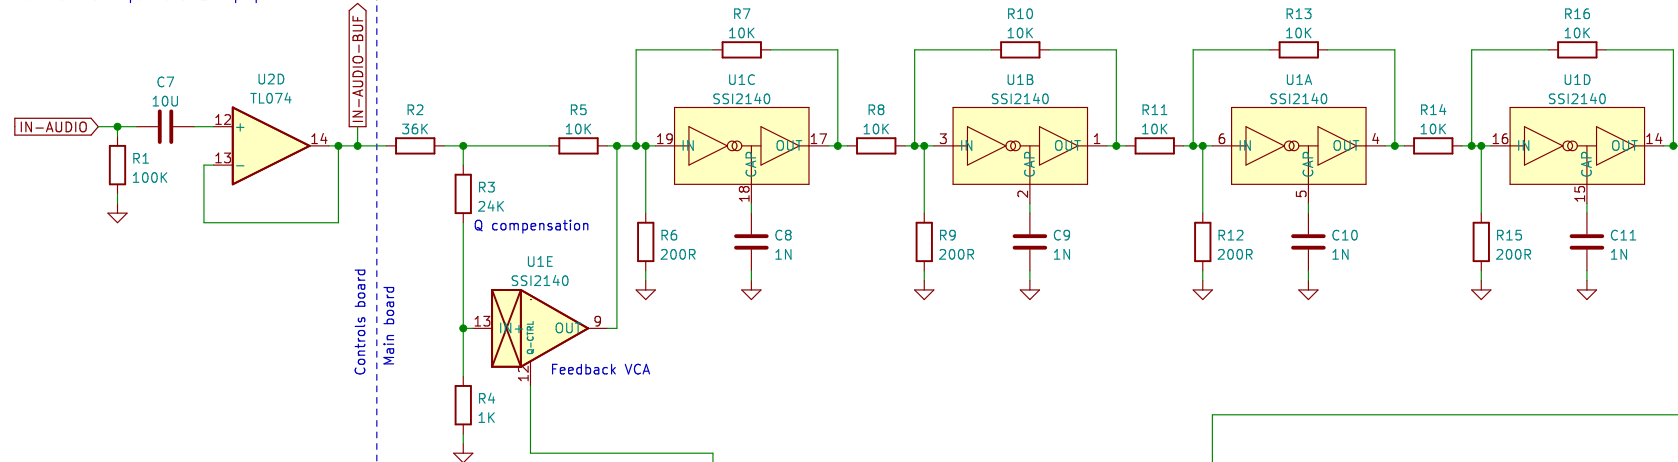 IN-AUDIO
C7
10U
R1
100K
U2D
TL074
12
+
13
-
14
IN-AUDIO-BUF
R2
36K
R3
24K
Q compensation
R4
1K
Controls board
Main board
U1E
SSI2140
13
IN+
Q-CTRL
OUT
9
12
Feedback VCA
R5
10K
R6
200R
R7
10K
U1C
SSI2140
19
IN
CAP
OUT
17
18
C8
1N
R8
10K
R9
200R
R10
10K
U1B
SSI2140
3
IN
CAP
OUT
1
2
C9
1N
R11
10K
R12
200R
R13
10K
U1A
SSI2140
6
IN
CAP
OUT
4
5
C10
1N
R14
10K
R15
200R
R16
10K
U1D
SSI2140
16
IN
CAP
OUT
14
15
C11
1N